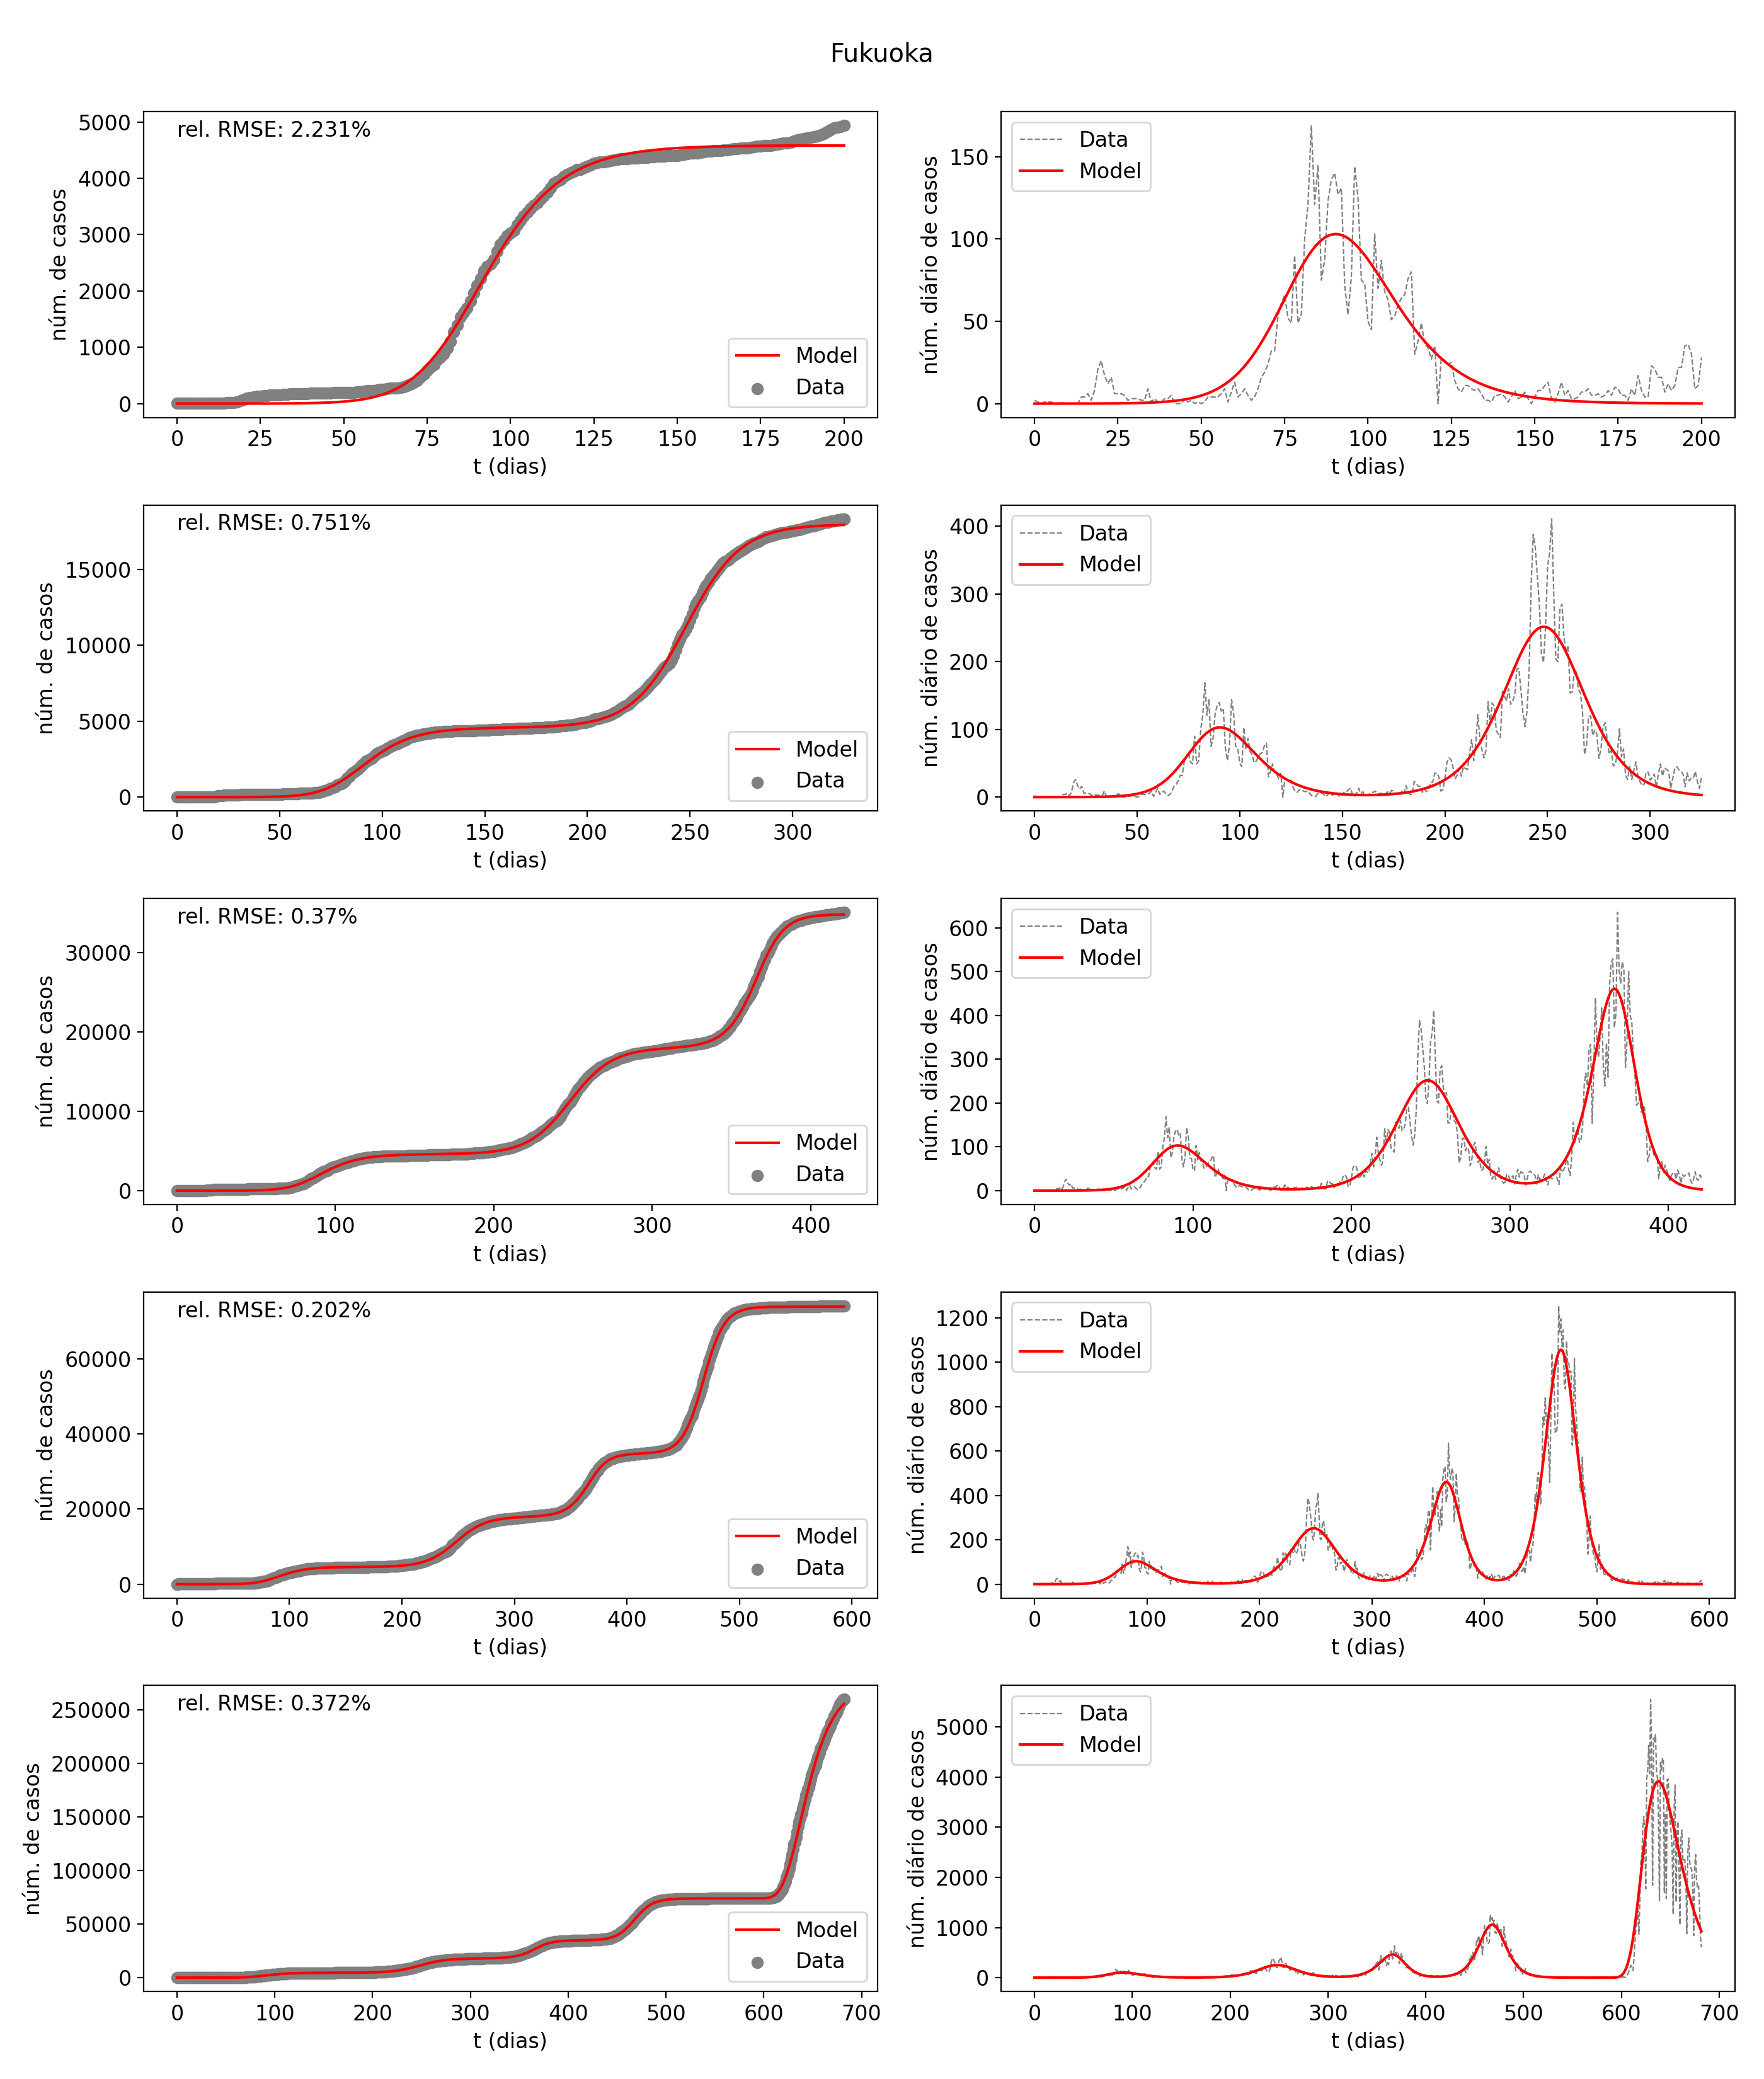 Fukuoka
rel. RMSE: 2.231%
núm. de casos
5000
4000
3000
2000
1000
0
Model
Data
0 25 50 75 100 125 150 175 200
t (dias)
núm. diário de casos
150
100
50
0
Data
Model
0 25 50 75 100 125 150 175 200
t (dias)
rel. RMSE: 0.751%
núm. de casos
15000
10000
5000
0
Model
Data
0 50 100 150 200 250 300
t (dias)
núm. diário de casos
400
300
200
100
0
Data
Model
0 50 100 150 200 250 300
t (dias)
rel. RMSE: 0.37%
núm. de casos
30000
20000
10000
0
Model
Data
0 100 200 300 400
t (dias)
núm. diário de casos
600
500
400
300
200
100
0
Data
Model
0 100 200 300 400
t (dias)
rel. RMSE: 0.202%
núm. de casos
60000
40000
20000
0
Model
Data
0 100 200 300 400 500 600
t (dias)
núm. diário de casos
1200
1000
800
600
400
200
0
Data
Model
0 100 200 300 400 500 600
t (dias)
rel. RMSE: 0.372%
núm. de casos
250000
200000
150000
100000
50000
0
Model
Data
0 100 200 300 400 500 600 700
t (dias)
núm. diário de casos
5000
4000
3000
2000
1000
0
Data
Model
0 100 200 300 400 500 600 700
t (dias)